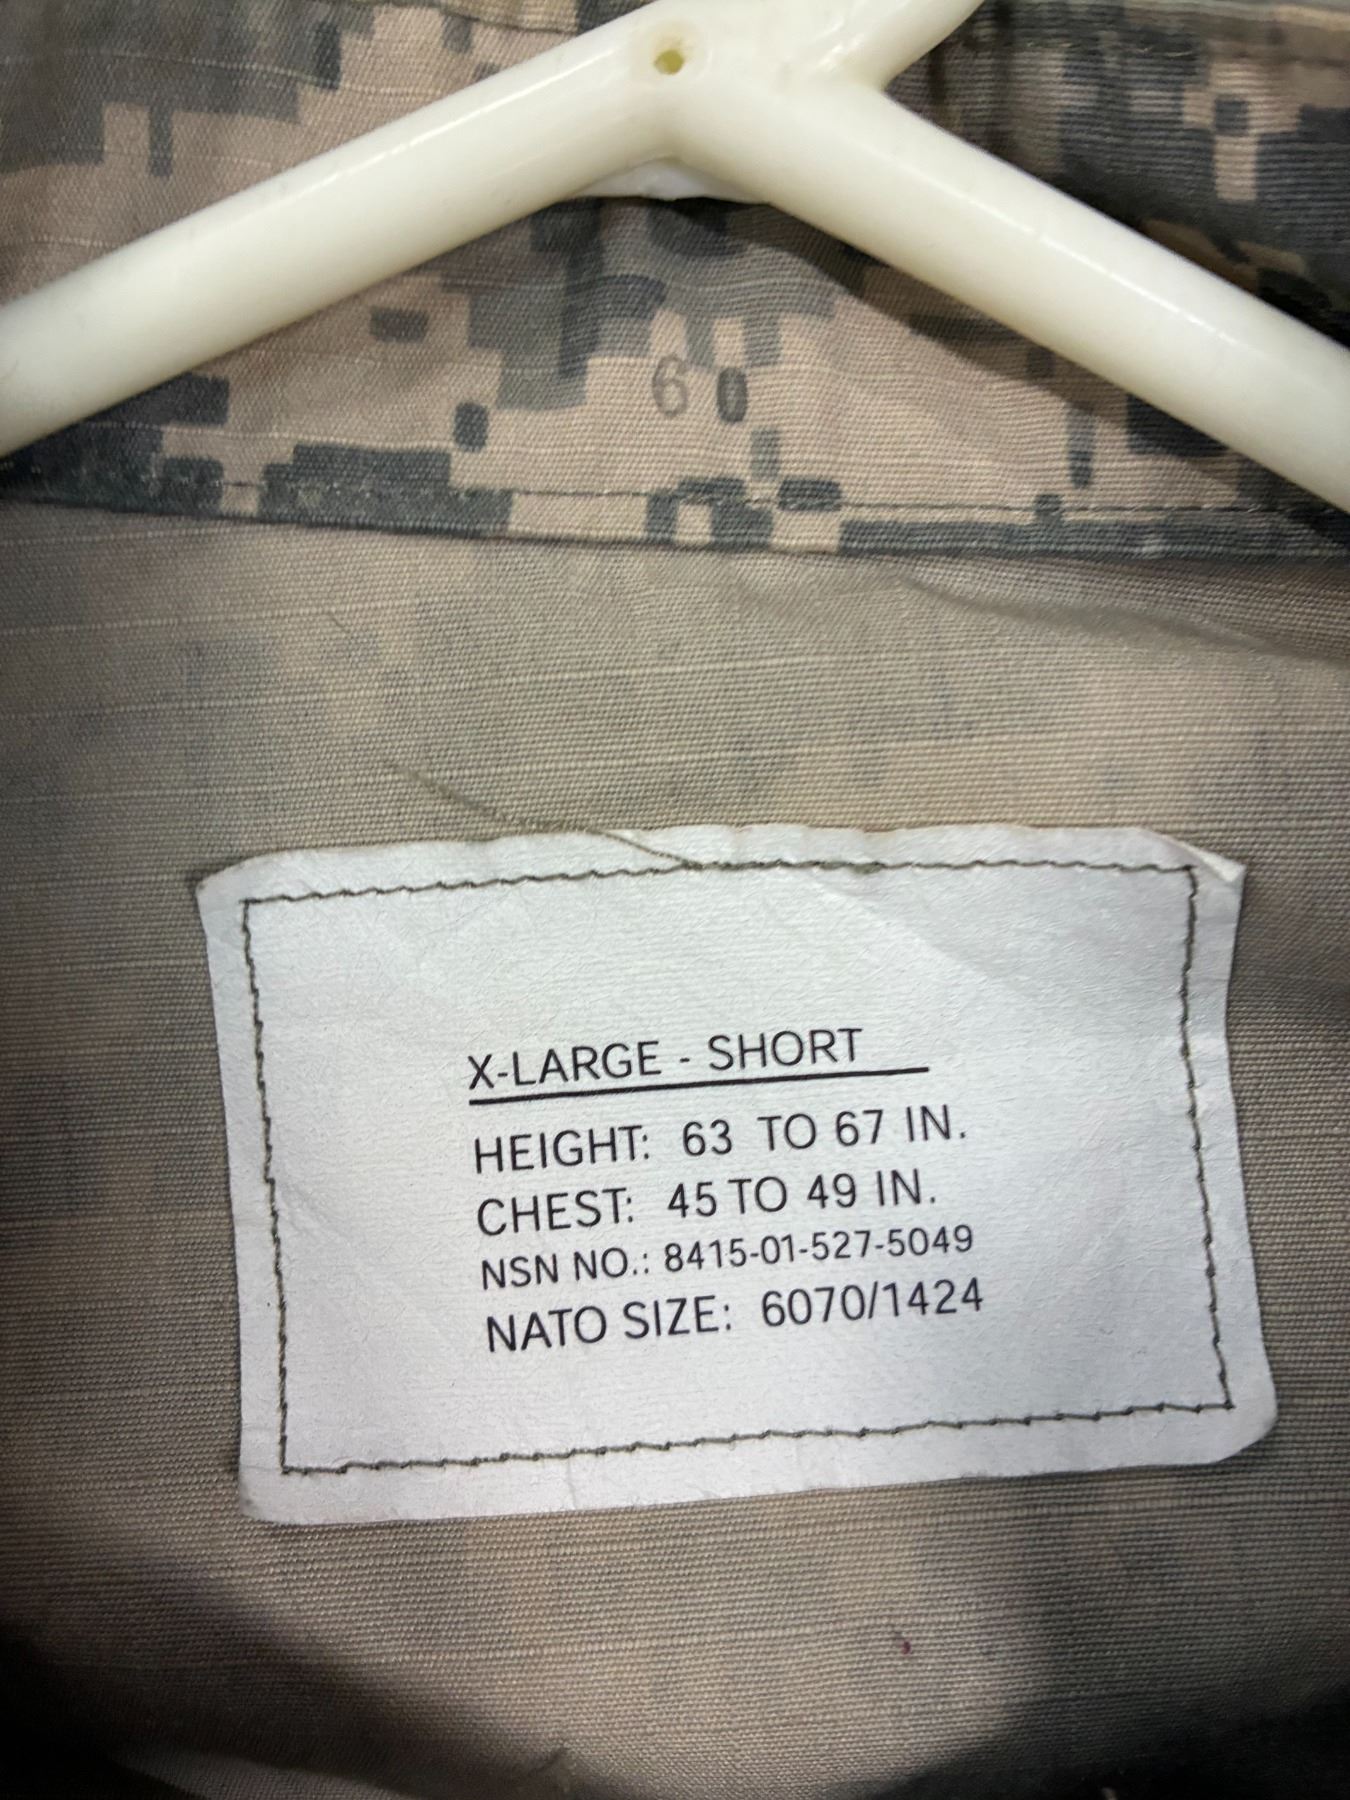 60
X-LARGE - SHORT
HEIGHT: 63 TO 67 IN.
CHEST: 45 TO 49 IN.
NSN NO.: 8415-01-527-5049
NATO SIZE: 6070/1424